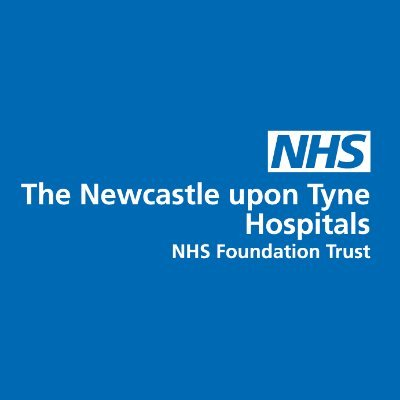 NHS
The Newcastle upon Tyne
Hospitals
NHS Foundation Trust